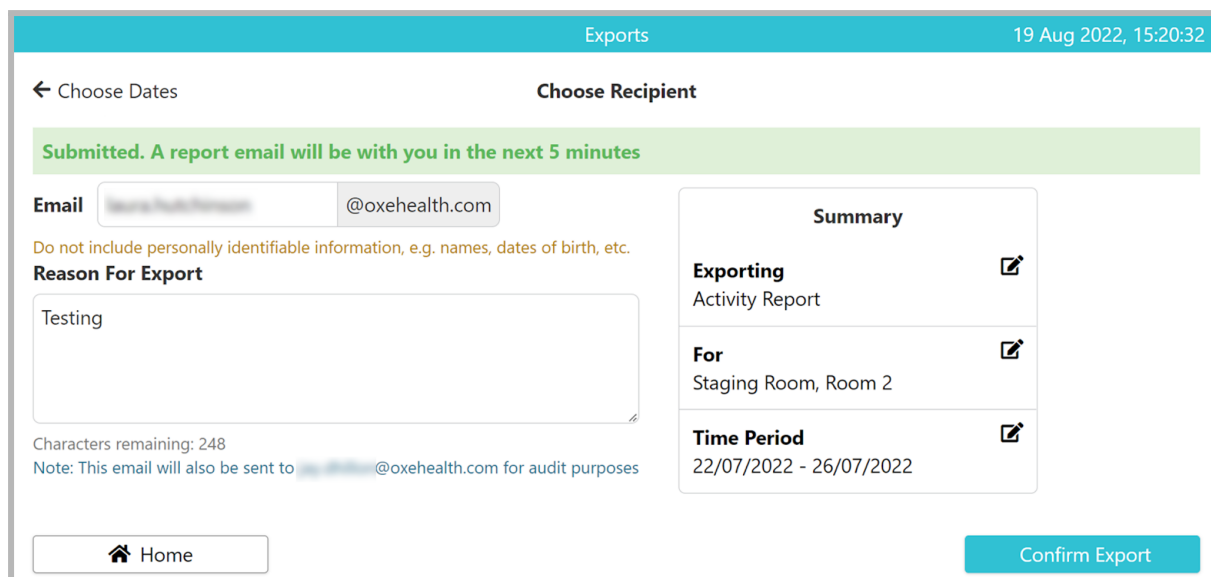 Exports
19 Aug 2022, 15:20:32
Choose Dates
Choose Recipient
Submitted. A report email will be with you in the next 5 minutes
Email
@oxehealth.com
Do not include personally identifiable information, e.g. names, dates of birth, etc.
Reason For Export
Testing
Characters remaining: 248
Note: This email will also be sent to @oxehealth.com for audit purposes
Summary
Exporting
Activity Report
For
Staging Room, Room 2
Time Period
22/07/2022 - 26/07/2022
Home
Confirm Export